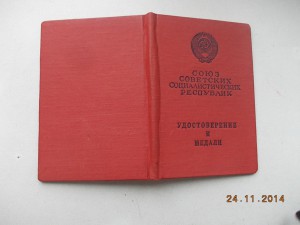 СОЮЗ
СОВЕТСКИХ
СОЦИАЛИСТИЧЕСКИХ
РЕСПУБЛИК
УДОСТОВЕРЕНИЕ
К
МЕДАЛИ
24.11.2014